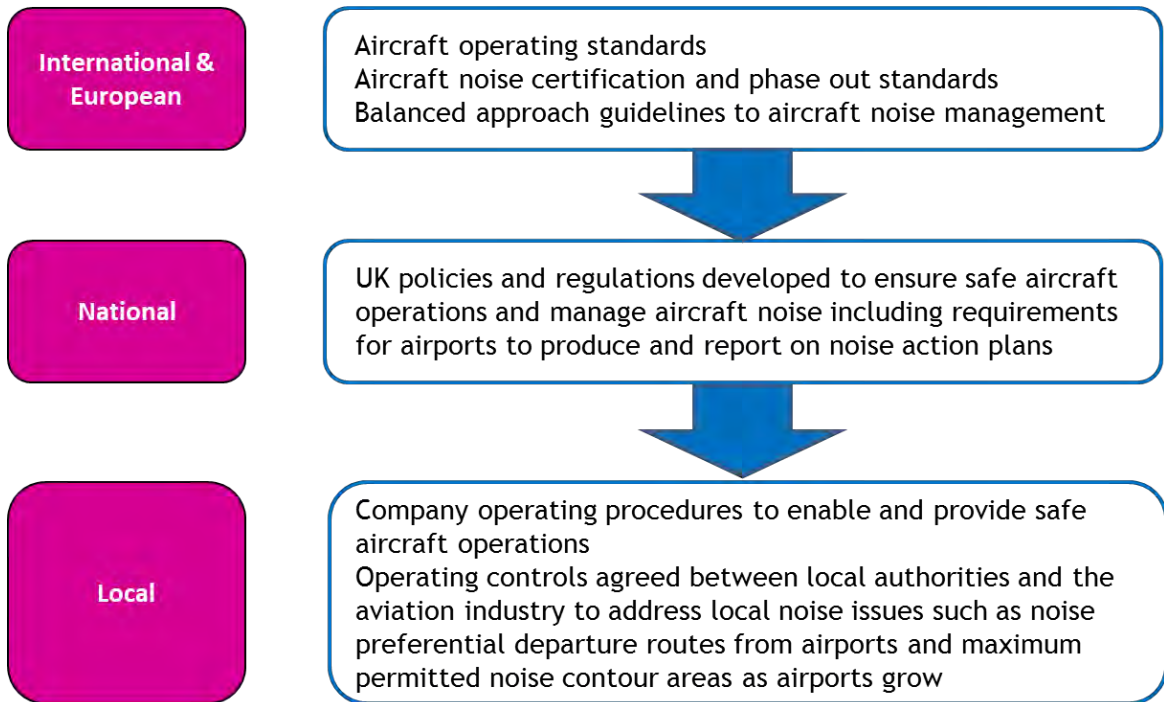 International &
European
Aircraft operating standards
Aircraft noise certification and phase out standards
Balanced approach guidelines to aircraft noise management
National
UK policies and regulations developed to ensure safe aircraft
operations and manage aircraft noise including requirements
for airports to produce and report on noise action plans
Local
Company operating procedures to enable and provide safe
aircraft operations
Operating controls agreed between local authorities and the
aviation industry to address local noise issues such as noise
preferential departure routes from airports and maximum
permitted noise contour areas as airports grow